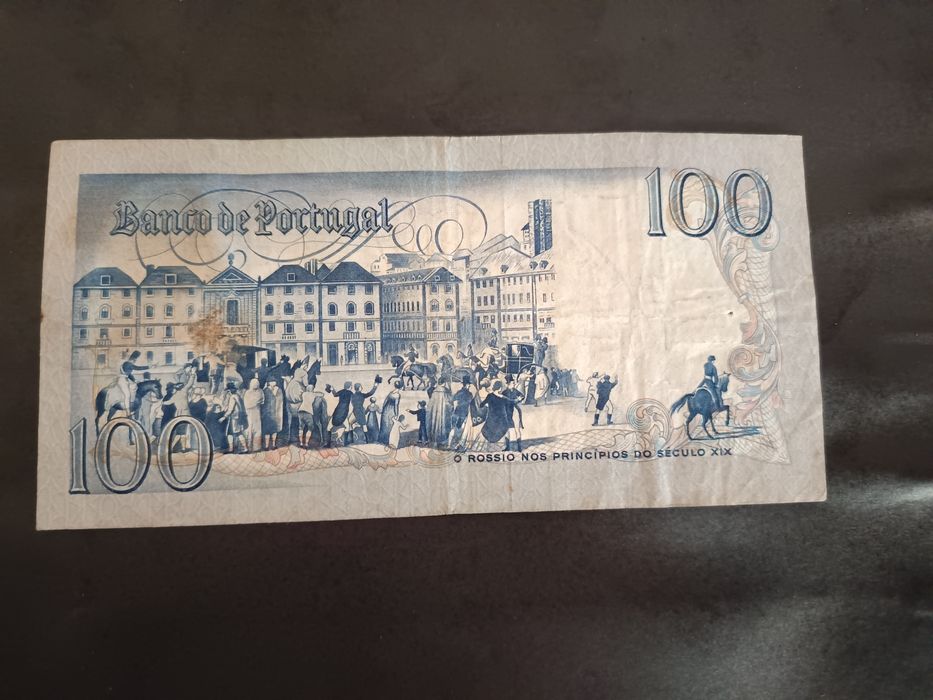 Banco de Portugal
100
100
O ROSSIO NOS PRINCÍPIOS DO SÉCULO XIX